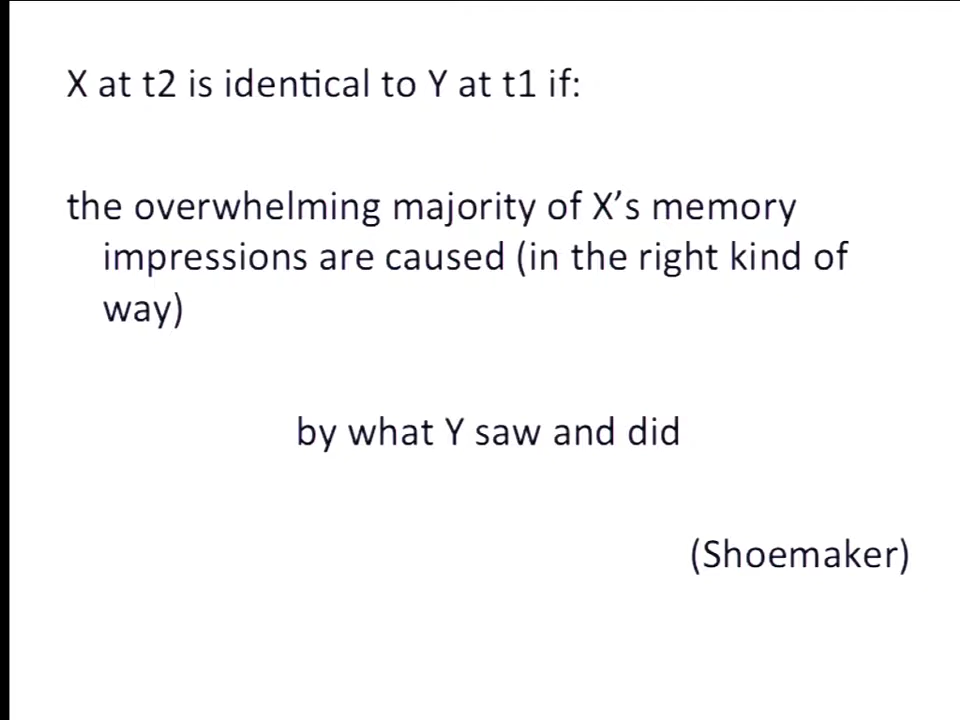 X at t2 is identical to Y at t1 if:
the overwhelming majority of X’s memory
impressions are caused (in the right kind of
way)
by what Y saw and did
(Shoemaker)